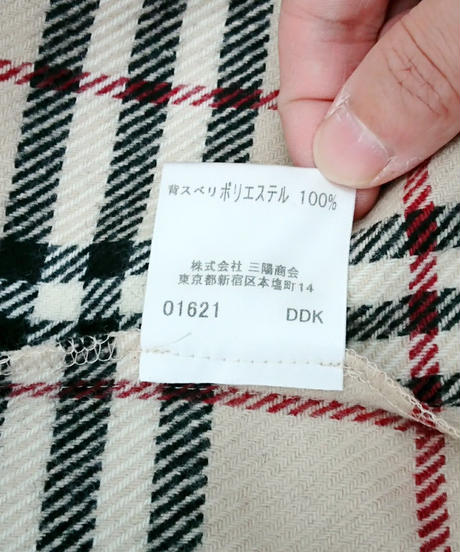 背スベリポリエステル 100%
株式会社 三陽商会
東京都新宿区本塩町14
01621 DDK